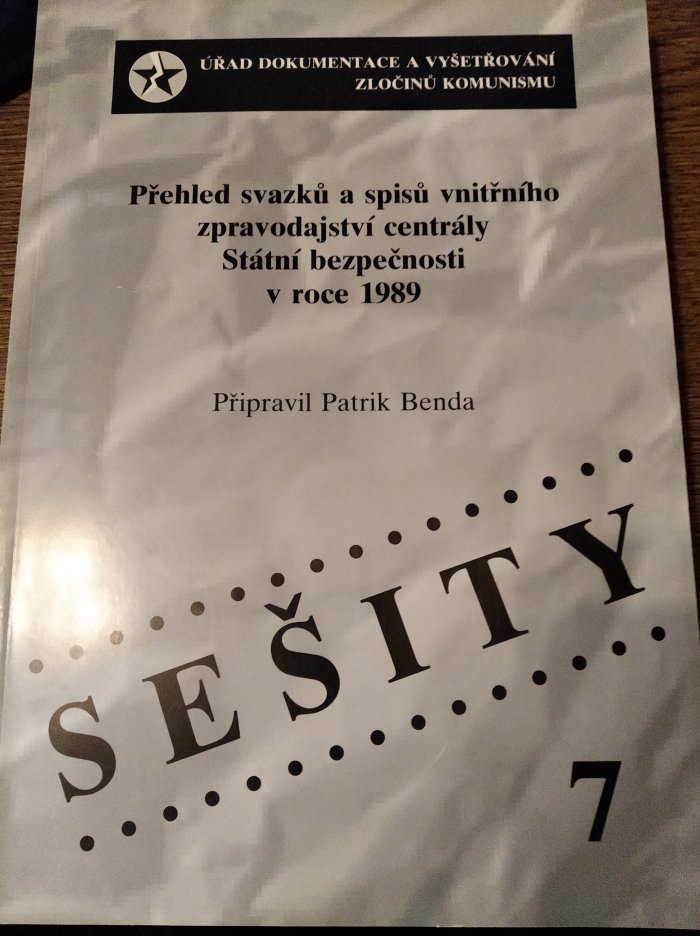 ÚŘAD DOKUMENTACE A VYŠETŘOVÁNÍ
ZLOČINŮ KOMUNISMU
Přehled svazků a spisů vnitřního
zpravodajství centrály
Státní bezpečnosti
v roce 1989
Připravil Patrik Benda
SEŠITY
7